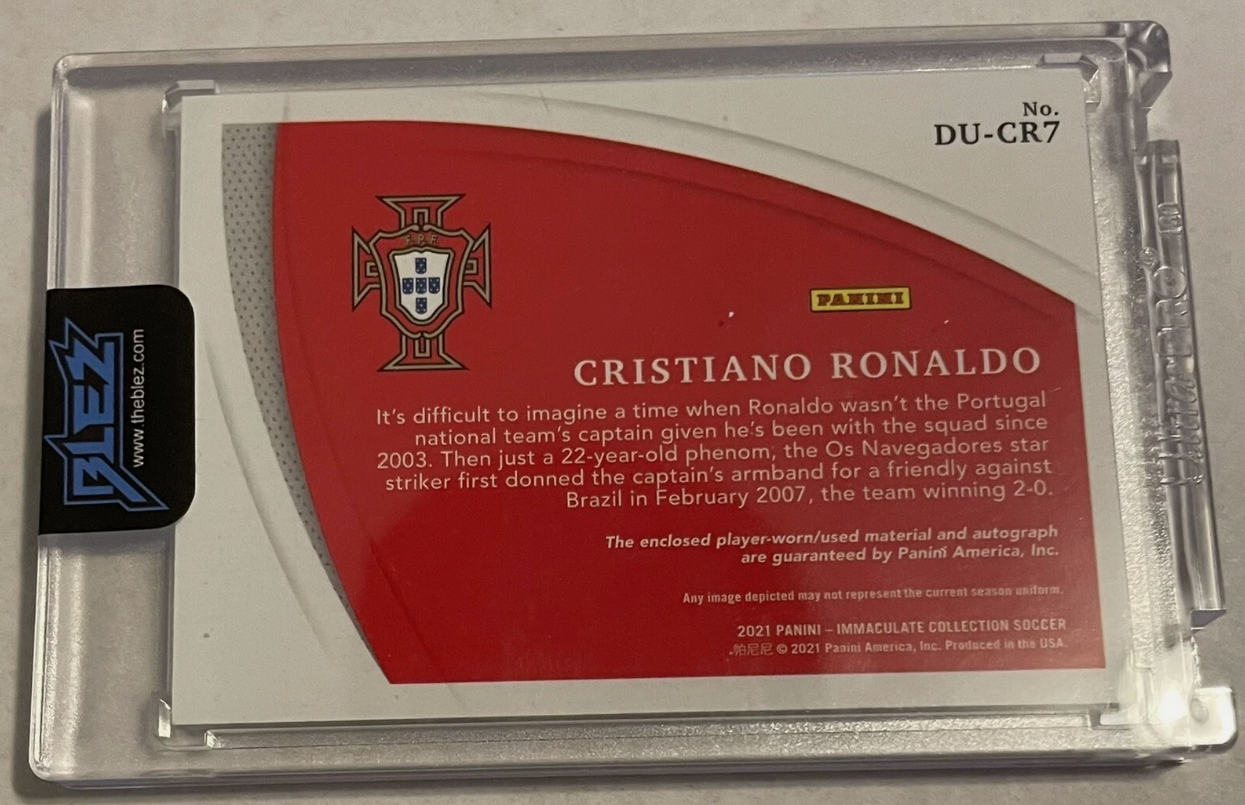 No.
DU-CR7
FPF
PANINI
CRISTIANO RONALDO
It's difficult to imagine a time when Ronaldo wasn't the Portugal
national team's captain given he's been with the squad since
2003. Then just a 22-year-old phenom, the Os Navegadores star
striker first donned the captain's armband for a friendly against
Brazil in February 2007, the team winning 2-0.
The enclosed player-worn/used material and autograph
are guaranteed by Panini America, Inc.
Any image depicted may not represent the current season uniform.
2021 PANINI – IMMACULATE COLLECTION SOCCER
帕尼尼 © 2021 Panini America, Inc. Produced in the USA.
BLEZ
www.theblez.com
Ultra PRO®